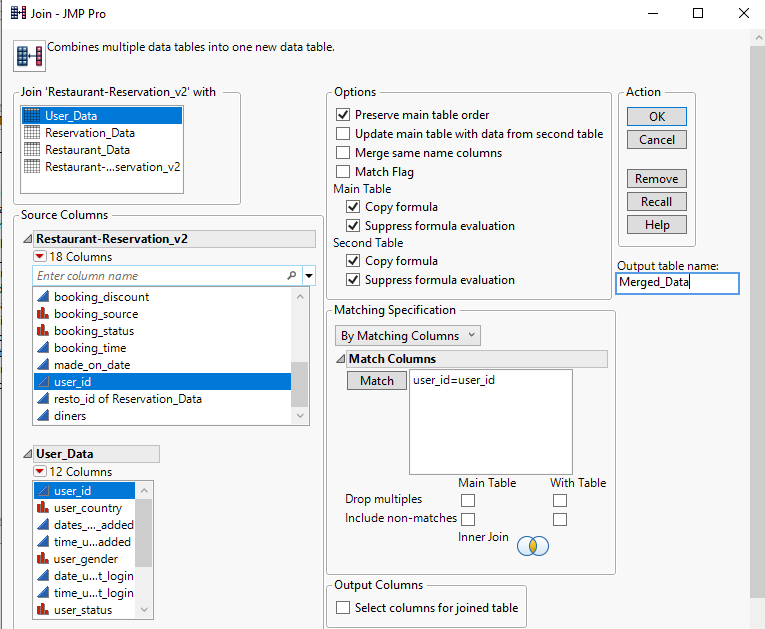 Join - JMP Pro
Combines multiple data tables into one new data table.
Join 'Restaurant-Reservation_v2' with
User_Data
Reservation_Data
Restaurant_Data
Restaurant-...servation_v2
Source Columns
Restaurant-Reservation_v2
18 Columns
Enter column name
booking_discount
booking_source
booking_status
booking_time
made_on_date
user_id
resto_id of Reservation_Data
diners
User_Data
12 Columns
user_id
user_country
dates_..._added
time_u...added
user_gender
date_u...t_login
time_u...t_login
user_status
Options
Preserve main table order
Update main table with data from second table
Merge same name columns
Match Flag
Main Table
Copy formula
Suppress formula evaluation
Second Table
Copy formula
Suppress formula evaluation
Matching Specification
By Matching Columns
Match Columns
Match
user_id=user_id
Main Table With Table
Drop multiples
Include non-matches
Inner Join
Output Columns
Select columns for joined table
Action
OK
Cancel
Remove
Recall
Help
Output table name:
Merged_Data